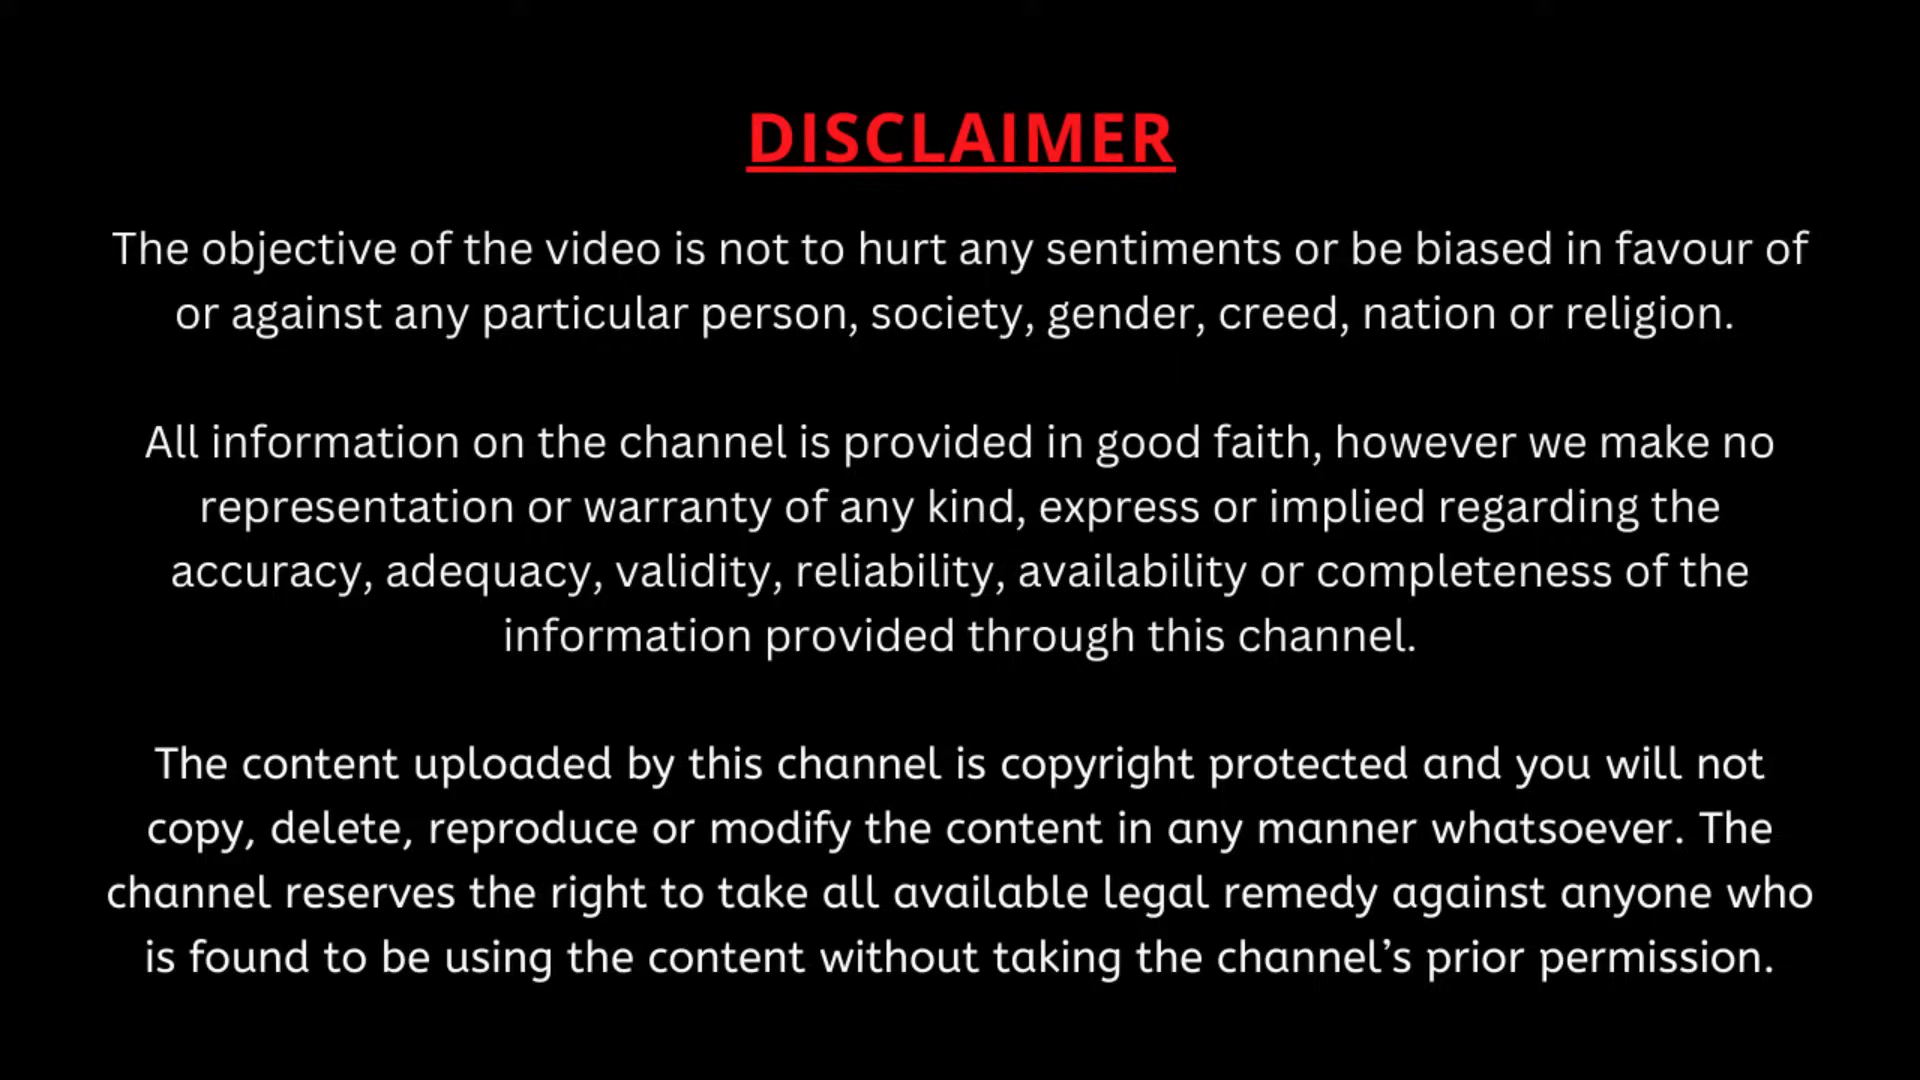 DISCLAIMER
The objective of the video is not to hurt any sentiments or be biased in favour of
or against any particular person, society, gender, creed, nation or religion.
All information on the channel is provided in good faith, however we make no
representation or warranty of any kind, express or implied regarding the
accuracy, adequacy, validity, reliability, availability or completeness of the
information provided through this channel.
The content uploaded by this channel is copyright protected and you will not
copy, delete, reproduce or modify the content in any manner whatsoever. The
channel reserves the right to take all available legal remedy against anyone who
is found to be using the content without taking the channel’s prior permission.